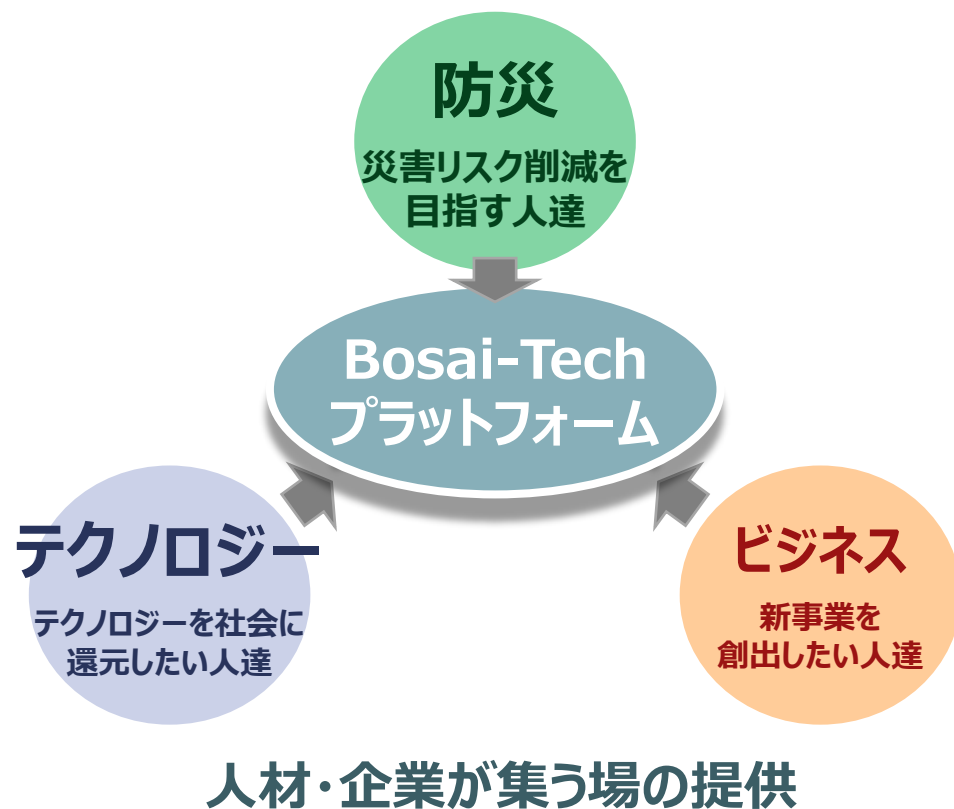 防災
災害リスク削減を
目指す人達
Bosai-Tech
プラットフォーム
テクノロジー
テクノロジーを社会に
還元したい人達
ビジネス
新事業を
創出したい人達
人材・企業が集う場の提供